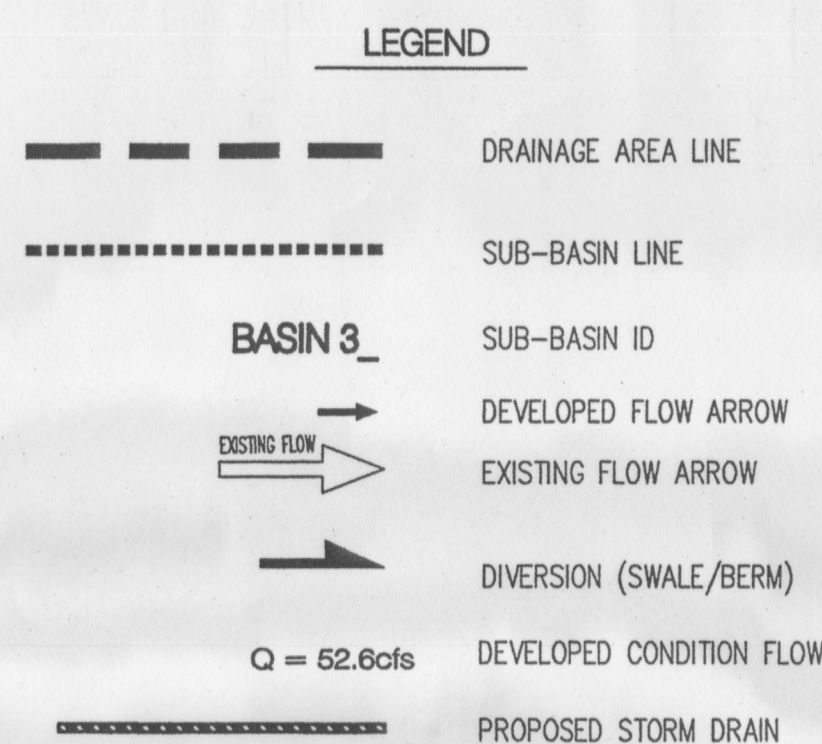 LEGEND
DRAINAGE AREA LINE
SUB-BASIN LINE
BASIN 3_ SUB-BASIN ID
DEVELOPED FLOW ARROW
EXISTING FLOW EXISTING FLOW ARROW
DIVERSION (SWALE/BERM)
Q = 52.6cfs DEVELOPED CONDITION FLOW
PROPOSED STORM DRAIN